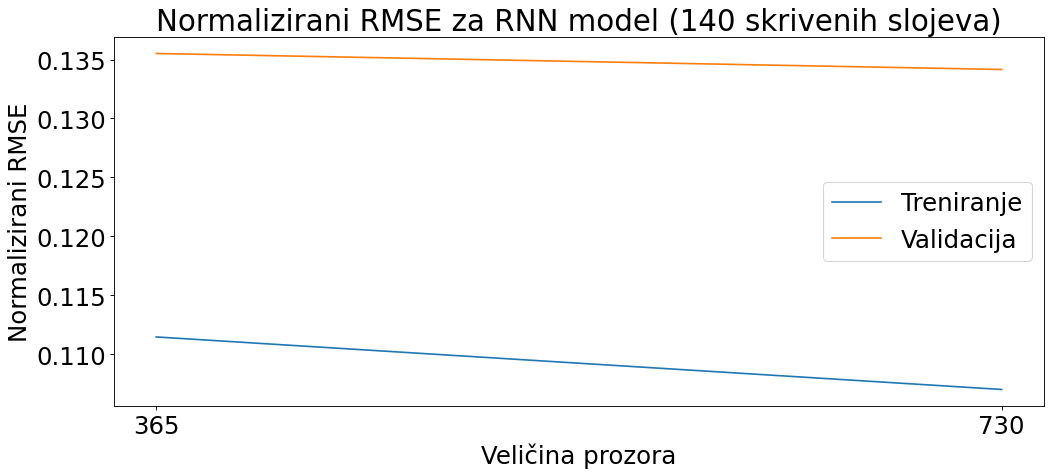 Normalizirani RMSE za RNN model (140 skrivenih slojeva)
Normalizirani RMSE
0.135
0.130
0.125
0.120
0.115
0.110
Treniranje
Validacija
365
730
Veličina prozora